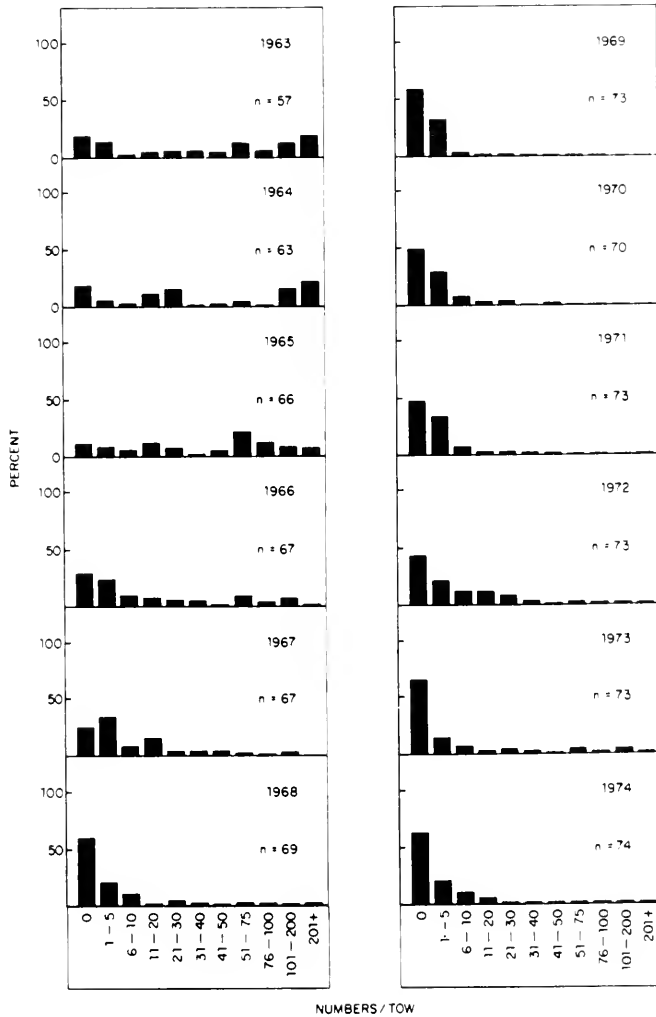 PERCENT
100
50
0
1963
n = 57
100
50
0
1964
n = 63
100
50
0
1965
n = 66
100
50
1966
n = 67
100
50
1967
n = 67
100
50
1968
n = 69
0
1 – 5
6 – 10
11 – 20
21 – 30
31 – 40
41 – 50
51 – 75
76 – 100
101 – 200
201+
1969
n = 73
1970
n = 70
1971
n = 73
1972
n = 73
1973
n = 73
1974
n = 74
0
1 – 5
6 – 10
11 – 20
21 – 30
31 – 40
41 – 50
51 – 75
76 – 100
101 – 200
201+
NUMBERS / TOW